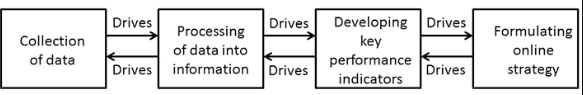 Collection
of data
Drives
Drives
Processing
of data into
information
Drives
Drives
Developing
key
performance
indicators
Drives
Drives
Formulating
online
strategy